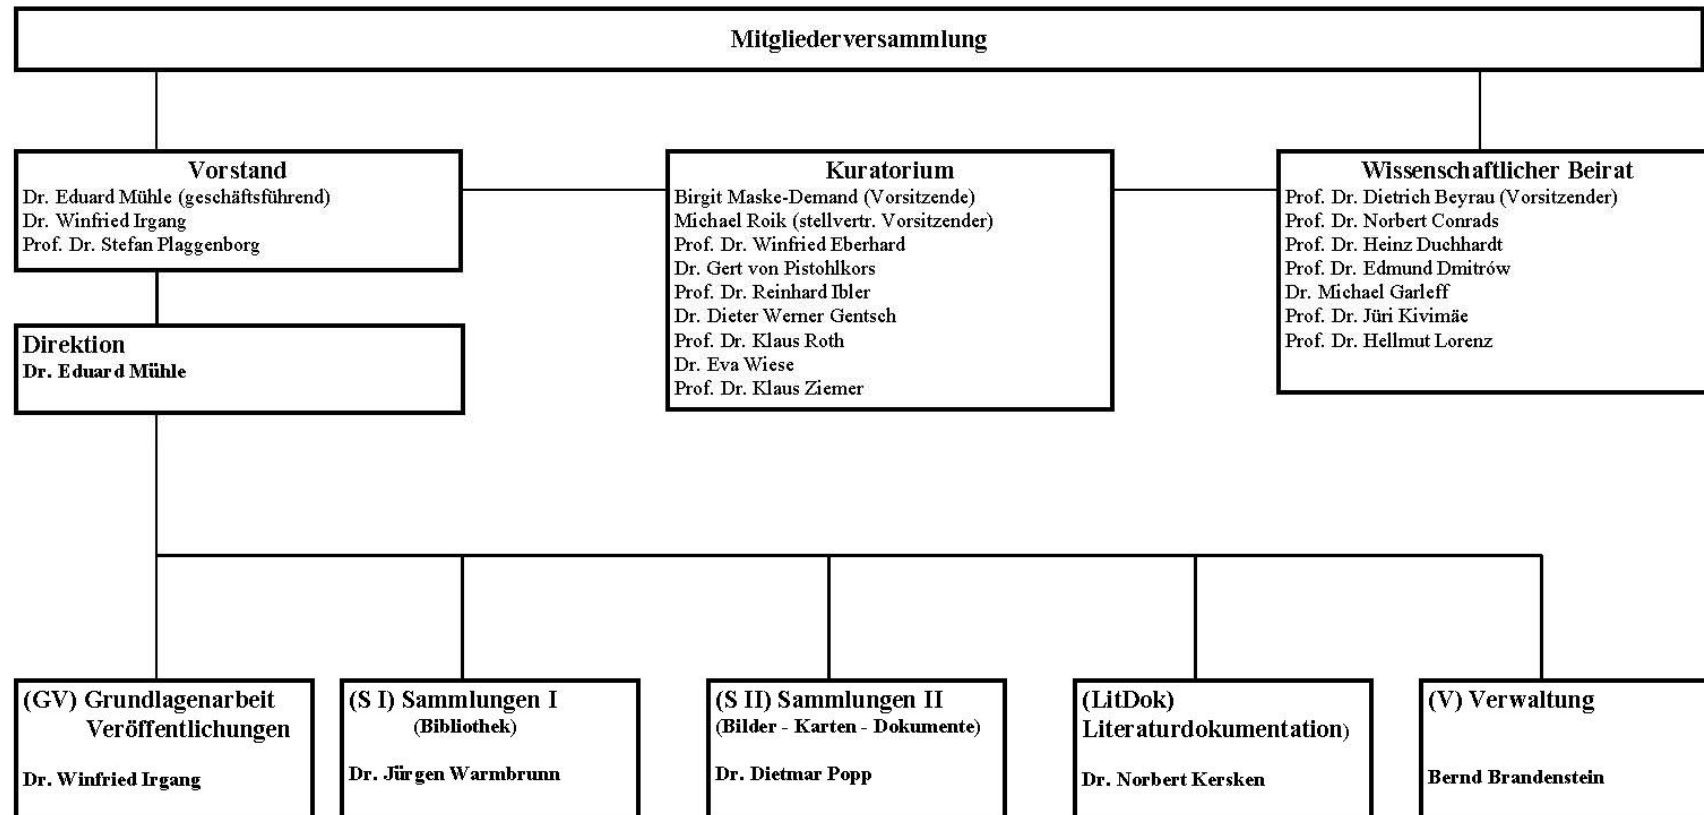 Mitgliederversammlung
Vorstand
Dr. Eduard Mühle (geschäftsführend)
Dr. Winfried Irgang
Prof. Dr. Stefan Plaggenborg
Kuratorium
Birgit Maske-Demand (Vorsitzende)
Michael Roik (stellvertr. Vorsitzender)
Prof. Dr. Winfried Eberhard
Dr. Gert von Pistohlkors
Prof. Dr. Reinhard Ibler
Dr. Dieter Werner Gentsch
Prof. Dr. Klaus Roth
Dr. Eva Wiese
Prof. Dr. Klaus Ziemer
Wissenschaftlicher Beirat
Prof. Dr. Dietrich Beyrau (Vorsitzender)
Prof. Dr. Norbert Conrads
Prof. Dr. Heinz Duchhardt
Prof. Dr. Edmund Dmitrów
Dr. Michael Garleff
Prof. Dr. Jüri Kivimäe
Prof. Dr. Hellmut Lorenz
Direktion
Dr. Eduard Mühle
(GV) Grundlagenarbeit
Veröffentlichungen
Dr. Winfried Irgang
(S I) Sammlungen I
(Bibliothek)
Dr. Jürgen Warmbrunn
(S II) Sammlungen II
(Bilder - Karten - Dokumente)
Dr. Dietmar Popp
(LitDok)
Literaturdokumentation)
Dr. Norbert Kersken
(V) Verwaltung
Bernd Brandenstein